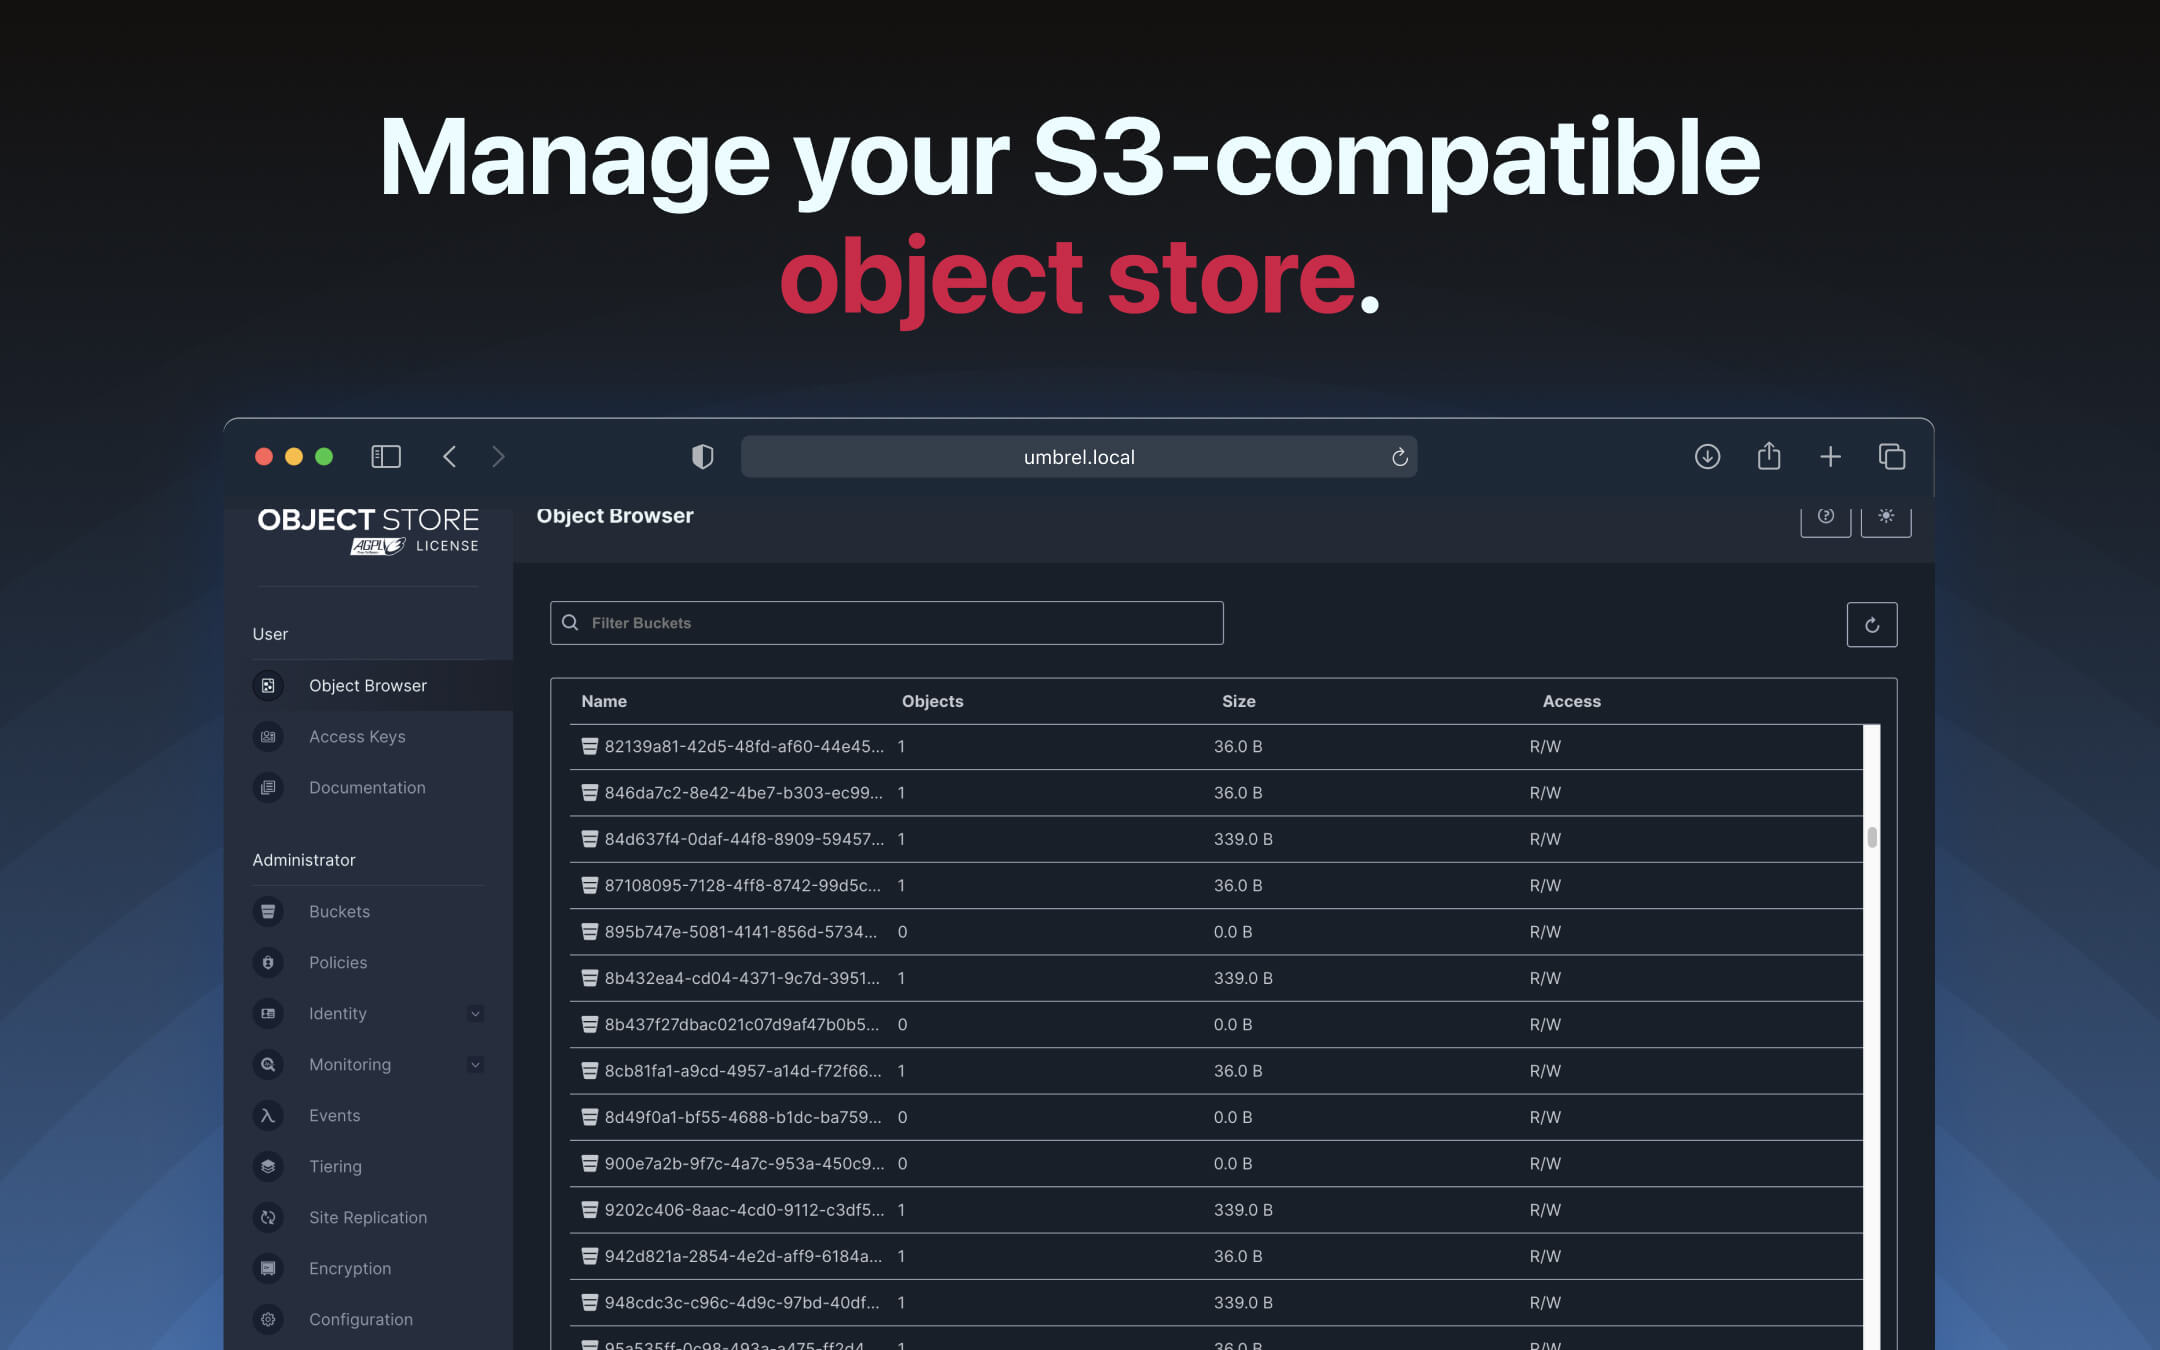 Manage your S3-compatible
object store.
umbrel.local
OBJECT STORE
AGPLv3 LICENSE
Object Browser
User
Object Browser
Access Keys
Documentation
Administrator
Buckets
Policies
Identity
Monitoring
Events
Tiering
Site Replication
Encryption
Configuration
Filter Buckets
Name Objects Size Access
82139a81-42d5-48fd-af60-44e45... 1 36.0 B R/W
846da7c2-8e42-4be7-b303-ec99... 1 36.0 B R/W
84d637f4-0daf-44f8-8909-59457... 1 339.0 B R/W
87108095-7128-4ff8-8742-99d5c... 1 36.0 B R/W
895b747e-5081-4141-856d-5734... 0 0.0 B R/W
8b432ea4-cd04-4371-9c7d-3951... 1 339.0 B R/W
8b437f27dbac021c07d9af47b0b5... 0 0.0 B R/W
8cb81fa1-a9cd-4957-a14d-f72f66... 1 36.0 B R/W
8d49f0a1-bf55-4688-b1dc-ba759... 0 0.0 B R/W
900e7a2b-9f7c-4a7c-953a-450c9... 0 0.0 B R/W
9202c406-8aac-4cd0-9112-c3df5... 1 339.0 B R/W
942d821a-2854-4e2d-aff9-6184a... 1 36.0 B R/W
948cdc3c-c96c-4d9c-97bd-40df... 1 339.0 B R/W
95a535ff-0c98-493a-a475-ff2d4... 1 36.0 B R/W